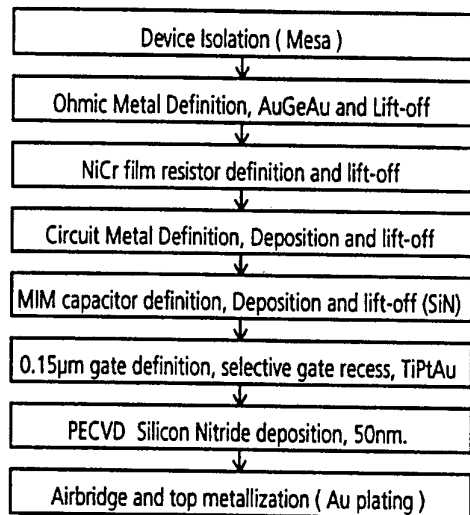 Device Isolation ( Mesa )
Ohmic Metal Definition, AuGeAu and Lift-off
NiCr film resistor definition and lift-off
Circuit Metal Definition, Deposition and lift-off
MIM capacitor definition, Deposition and lift-off (SiN)
0.15µm gate definition, selective gate recess, TiPtAu
PECVD Silicon Nitride deposition, 50nm.
Airbridge and top metallization ( Au plating )